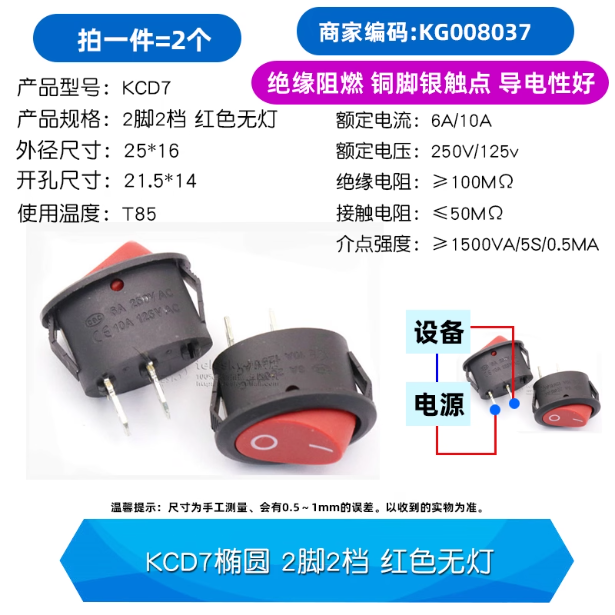 拍一件=2个
商家编码:KG008037
绝缘阻燃 铜脚银触点 导电性好
产品型号：KCD7
产品规格：2脚2档 红色无灯
外径尺寸：25*16
开孔尺寸：21.5*14
使用温度：T85
额定电流：6A/10A
额定电压：250V/125v
绝缘电阻：≥100MΩ
接触电阻：≤50MΩ
介点强度：≥1500VA/5S/0.5MA
6A 250V AC
10A 125V AC
设备
电源
温馨提示：尺寸为手工测量、会有0.5~1mm的误差。以收到的实物为准。
KCD7椭圆 2脚2档 红色无灯